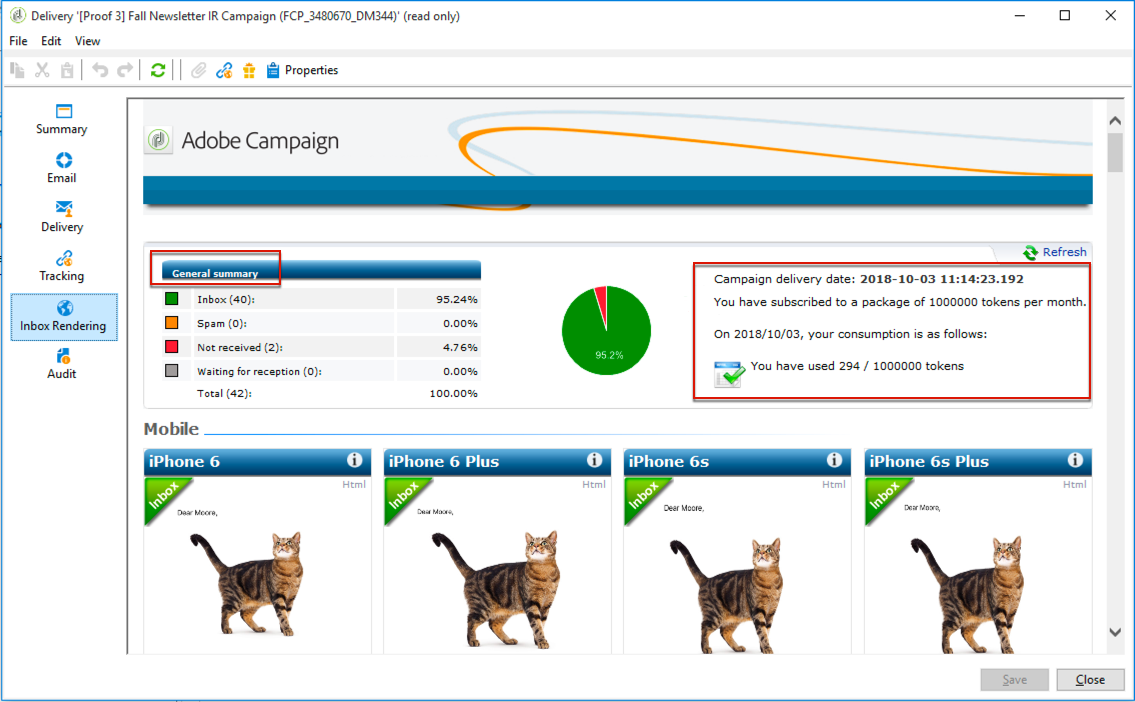 Delivery '[Proof 3] Fall Newsletter IR Campaign (FCP_3480670_DM344)' (read only)
File Edit View
Properties
Summary
Email
Delivery
Tracking
Inbox Rendering
Audit
Adobe Campaign
Refresh
General summary
Inbox (40): 95.24%
Spam (0): 0.00%
Not received (2): 4.76%
Waiting for reception (0): 0.00%
Total (42): 100.00%
95.2%
Campaign delivery date: 2018-10-03 11:14:23.192
You have subscribed to a package of 1000000 tokens per month.
On 2018/10/03, your consumption is as follows:
You have used 294 / 1000000 tokens
Mobile
iPhone 6
Html
Inbox
Dear Moore,
iPhone 6 Plus
Html
Inbox
Dear Moore,
iPhone 6s
Html
Inbox
Dear Moore,
iPhone 6s Plus
Html
Inbox
Dear Moore,
Save Close